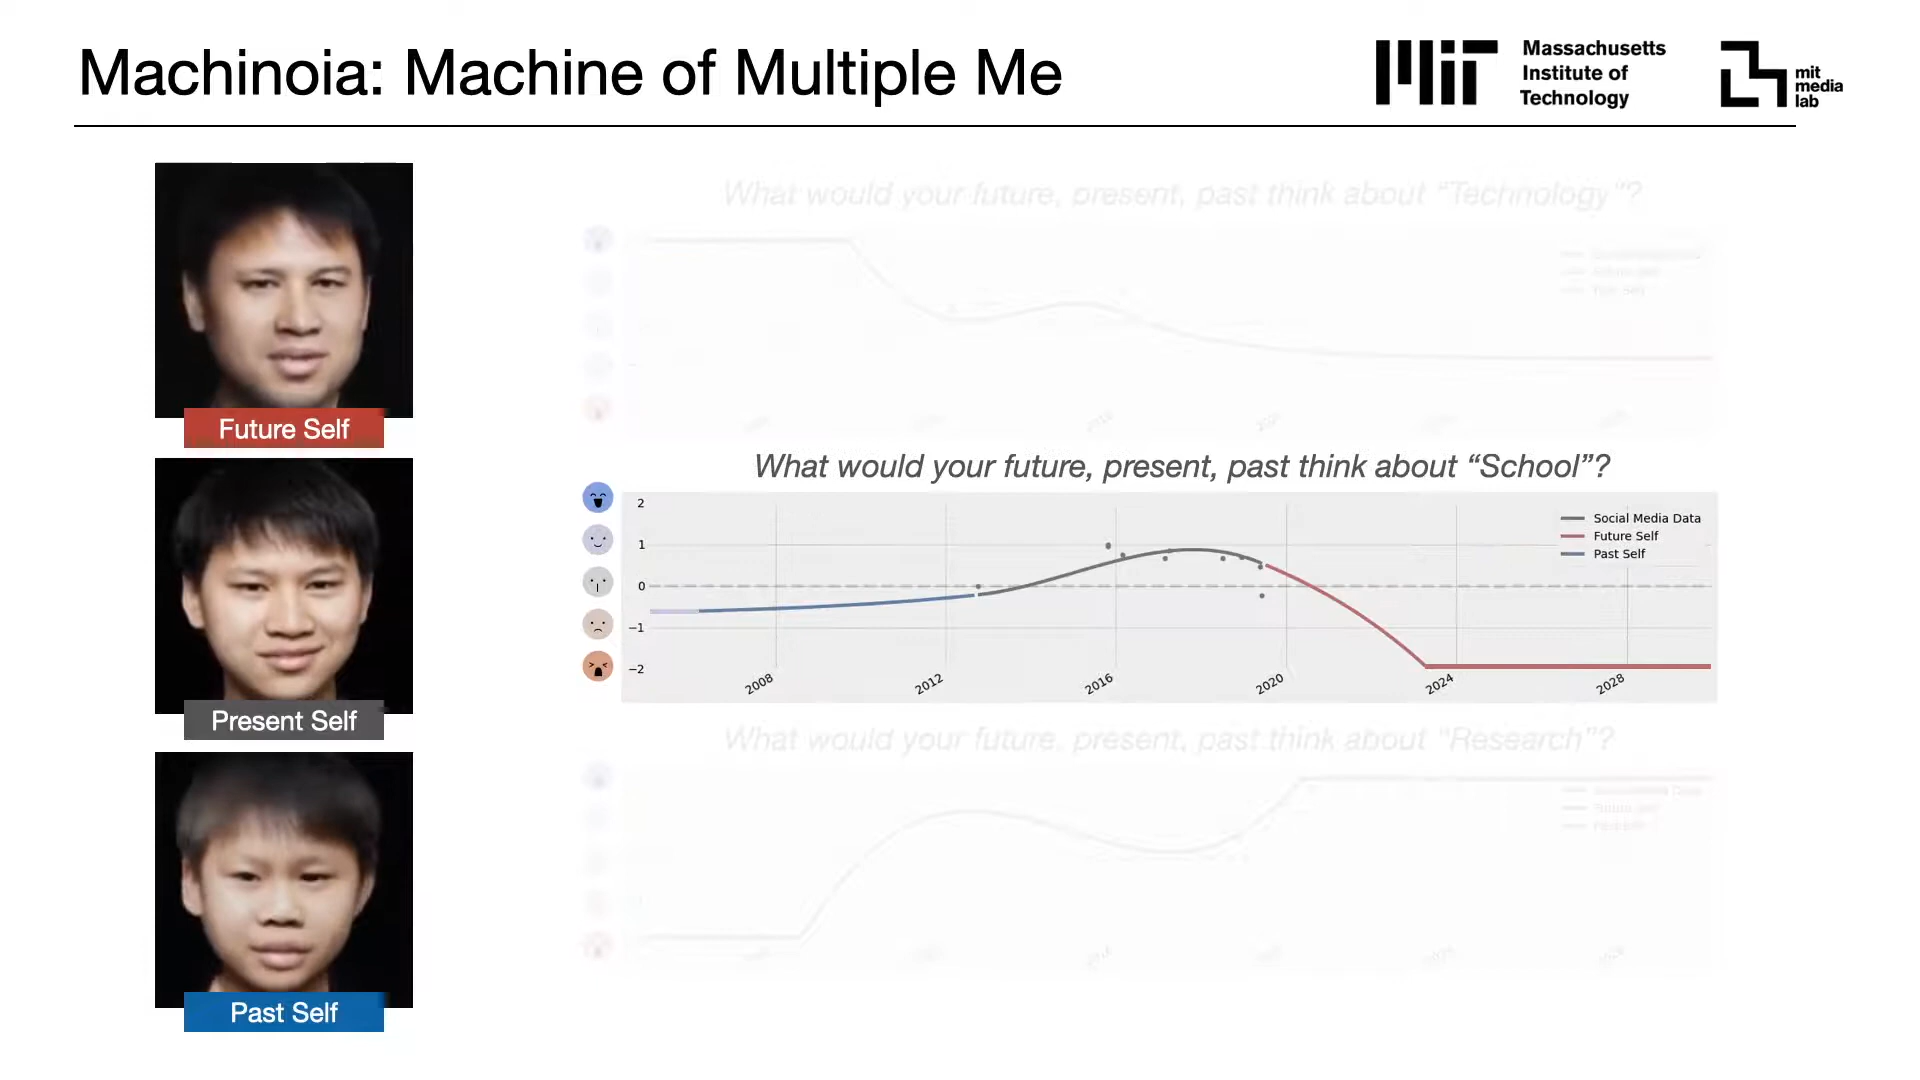 Machinoia: Machine of Multiple Me
MIT
Massachusetts
Institute of
Technology
mit
media
lab
Future Self
Present Self
Past Self
What would your future, present, past think about “Technology”?
2016
What would your future, present, past think about “School”?
2
1
0
−1
−2
Social Media Data
Future Self
Past Self
2008
2012
2016
2020
2024
2028
What would your future, present, past think about “Research”?